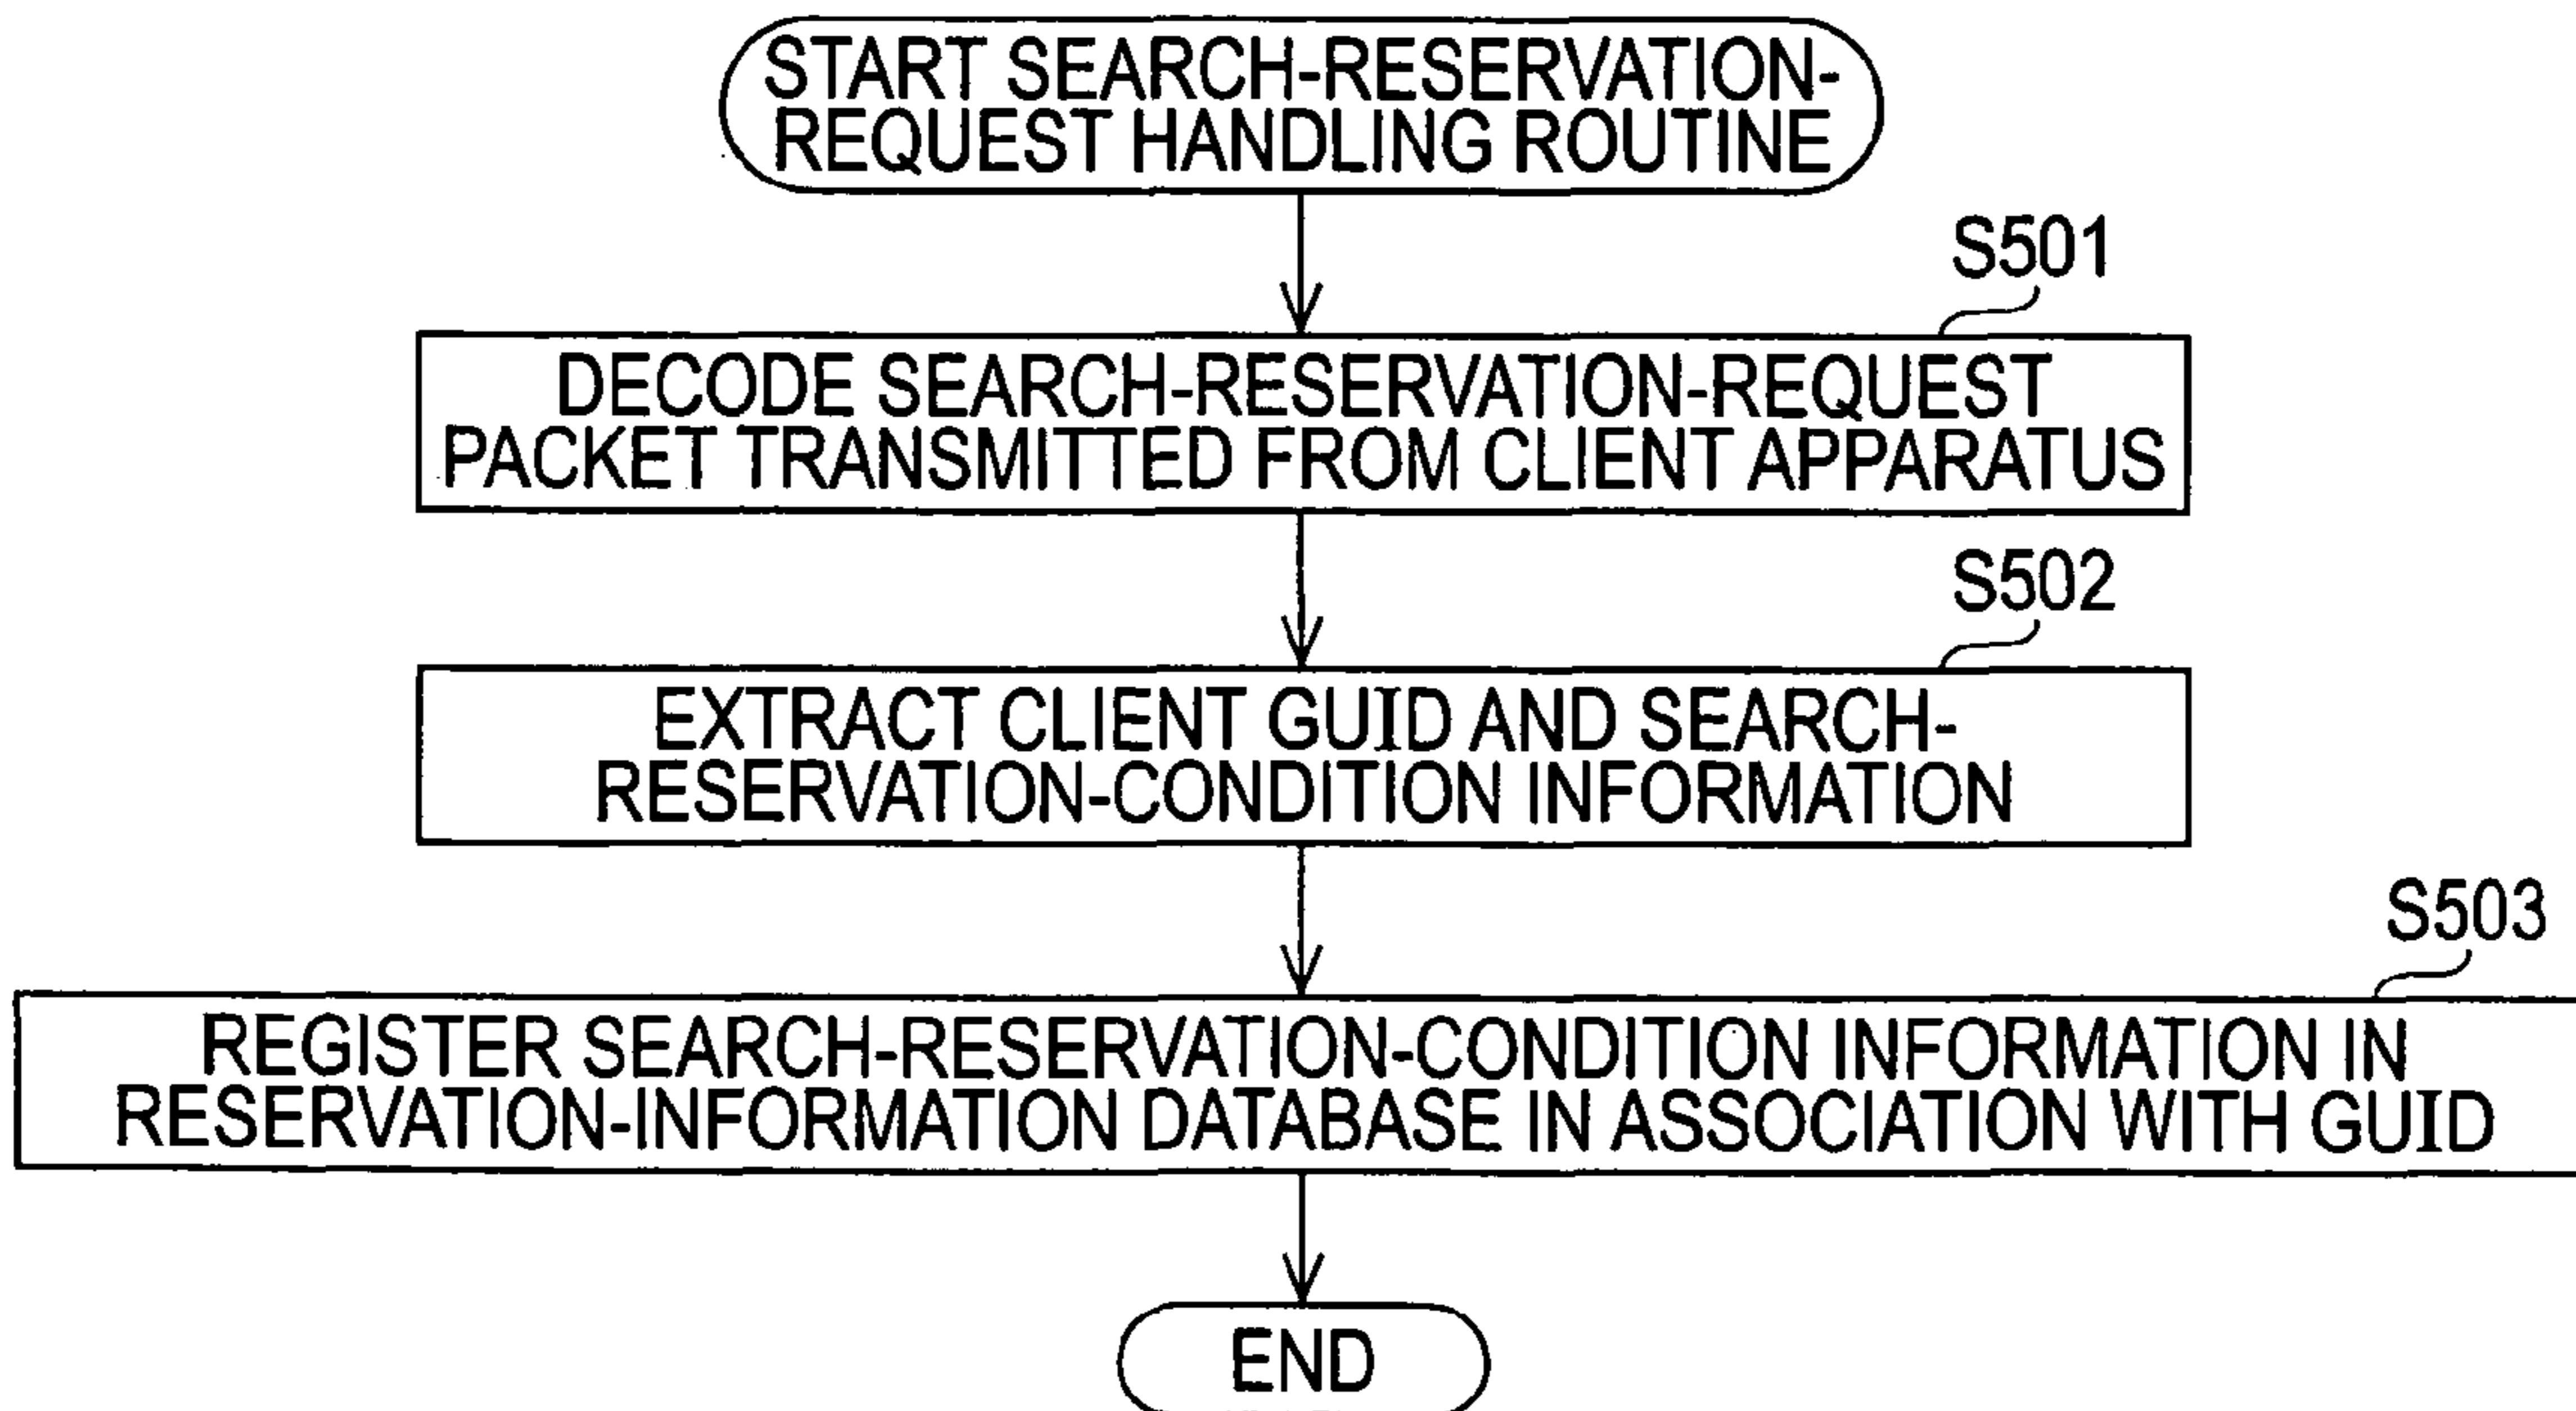 START SEARCH-RESERVATION-
REQUEST HANDLING ROUTINE
S501
DECODE SEARCH-RESERVATION-REQUEST
PACKET TRANSMITTED FROM CLIENT APPARATUS
S502
EXTRACT CLIENT GUID AND SEARCH-
RESERVATION-CONDITION INFORMATION
S503
REGISTER SEARCH-RESERVATION-CONDITION INFORMATION IN
RESERVATION-INFORMATION DATABASE IN ASSOCIATION WITH GUID
END